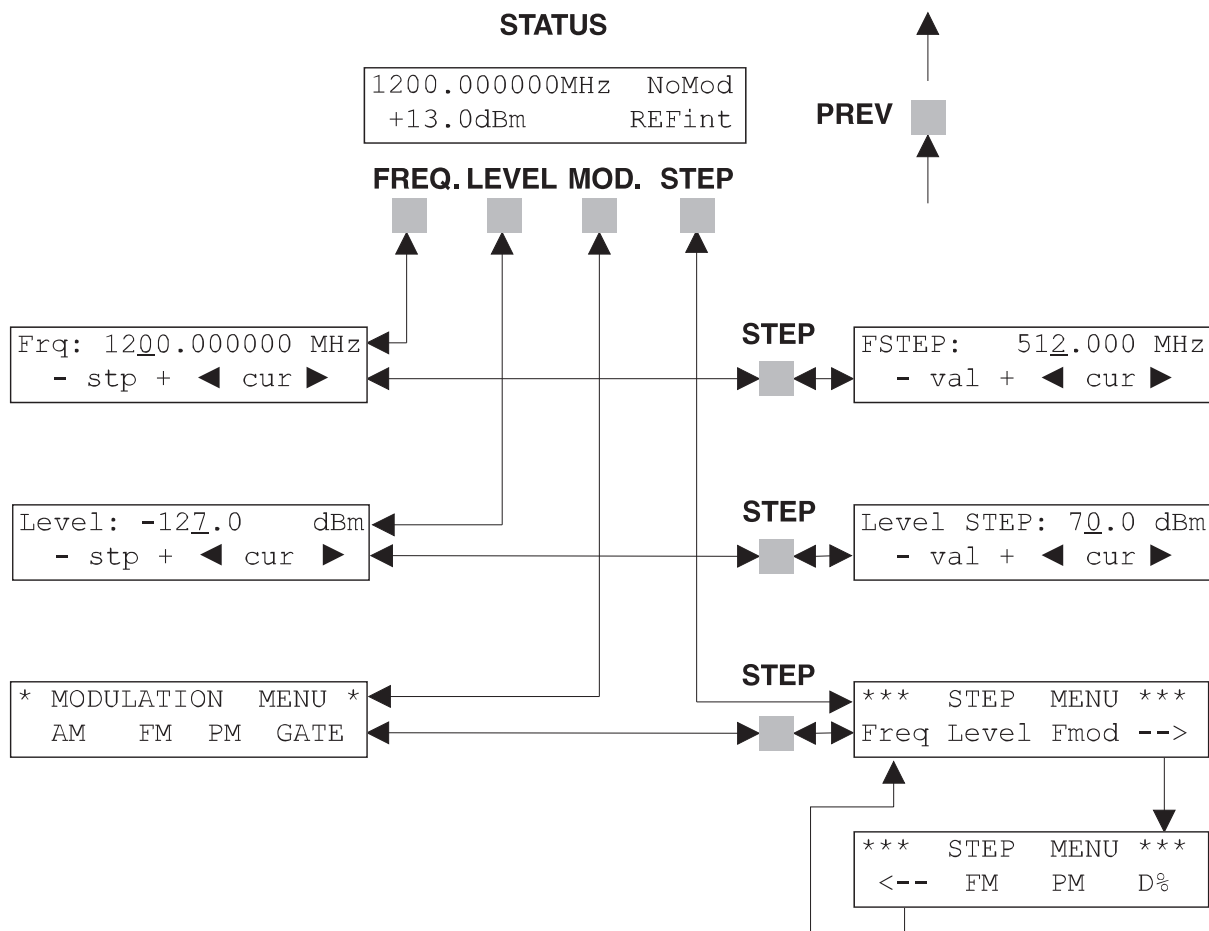 STATUS
1200.000000MHz NoMod
+13.0dBm REFint
PREV
FREQ. LEVEL MOD. STEP
Frq: 1200.000000 MHz
- stp + ◄ cur ►
STEP
FSTEP: 512.000 MHz
- val + ◄ cur ►
Level: -127.0 dBm
- stp + ◄ cur ►
STEP
Level STEP: 70.0 dBm
- val + ◄ cur ►
* MODULATION MENU *
AM FM PM GATE
STEP
*** STEP MENU ***
Freq Level Fmod -->
*** STEP MENU ***
<-- FM PM D%